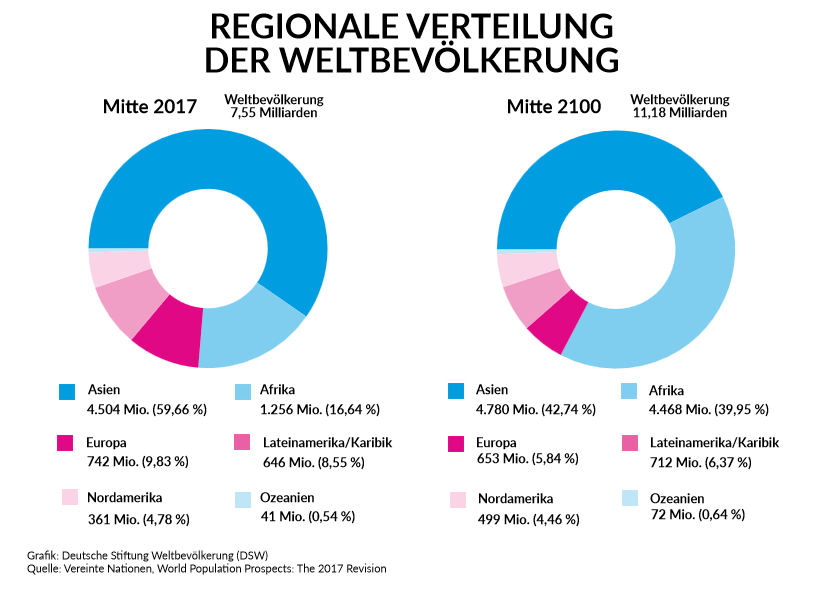 REGIONALE VERTEILUNG
DER WELTBEVÖLKERUNG
Mitte 2017
Weltbevölkerung
7,55 Milliarden
Mitte 2100
Weltbevölkerung
11,18 Milliarden
Asien
4.504 Mio. (59,66 %)
Afrika
1.256 Mio. (16,64 %)
Europa
742 Mio. (9,83 %)
Lateinamerika/Karibik
646 Mio. (8,55 %)
Nordamerika
361 Mio. (4,78 %)
Ozeanien
41 Mio. (0,54 %)
Asien
4.780 Mio. (42,74 %)
Afrika
4.468 Mio. (39,95 %)
Europa
653 Mio. (5,84 %)
Lateinamerika/Karibik
712 Mio. (6,37 %)
Nordamerika
499 Mio. (4,46 %)
Ozeanien
72 Mio. (0,64 %)
Grafik: Deutsche Stiftung Weltbevölkerung (DSW)
Quelle: Vereinte Nationen, World Population Prospects: The 2017 Revision